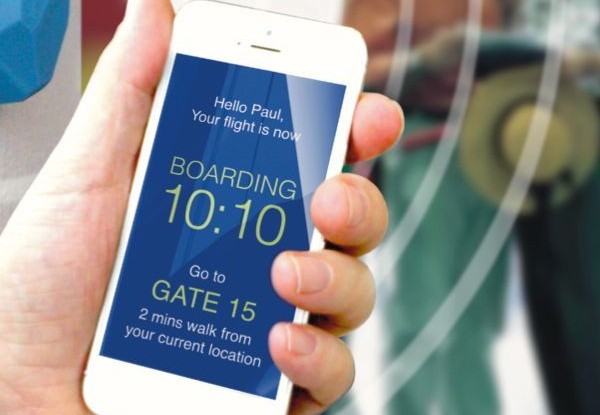 Hello Paul,
Your flight is now
BOARDING
10:10
Go to
GATE 15
2 mins walk from
your current location